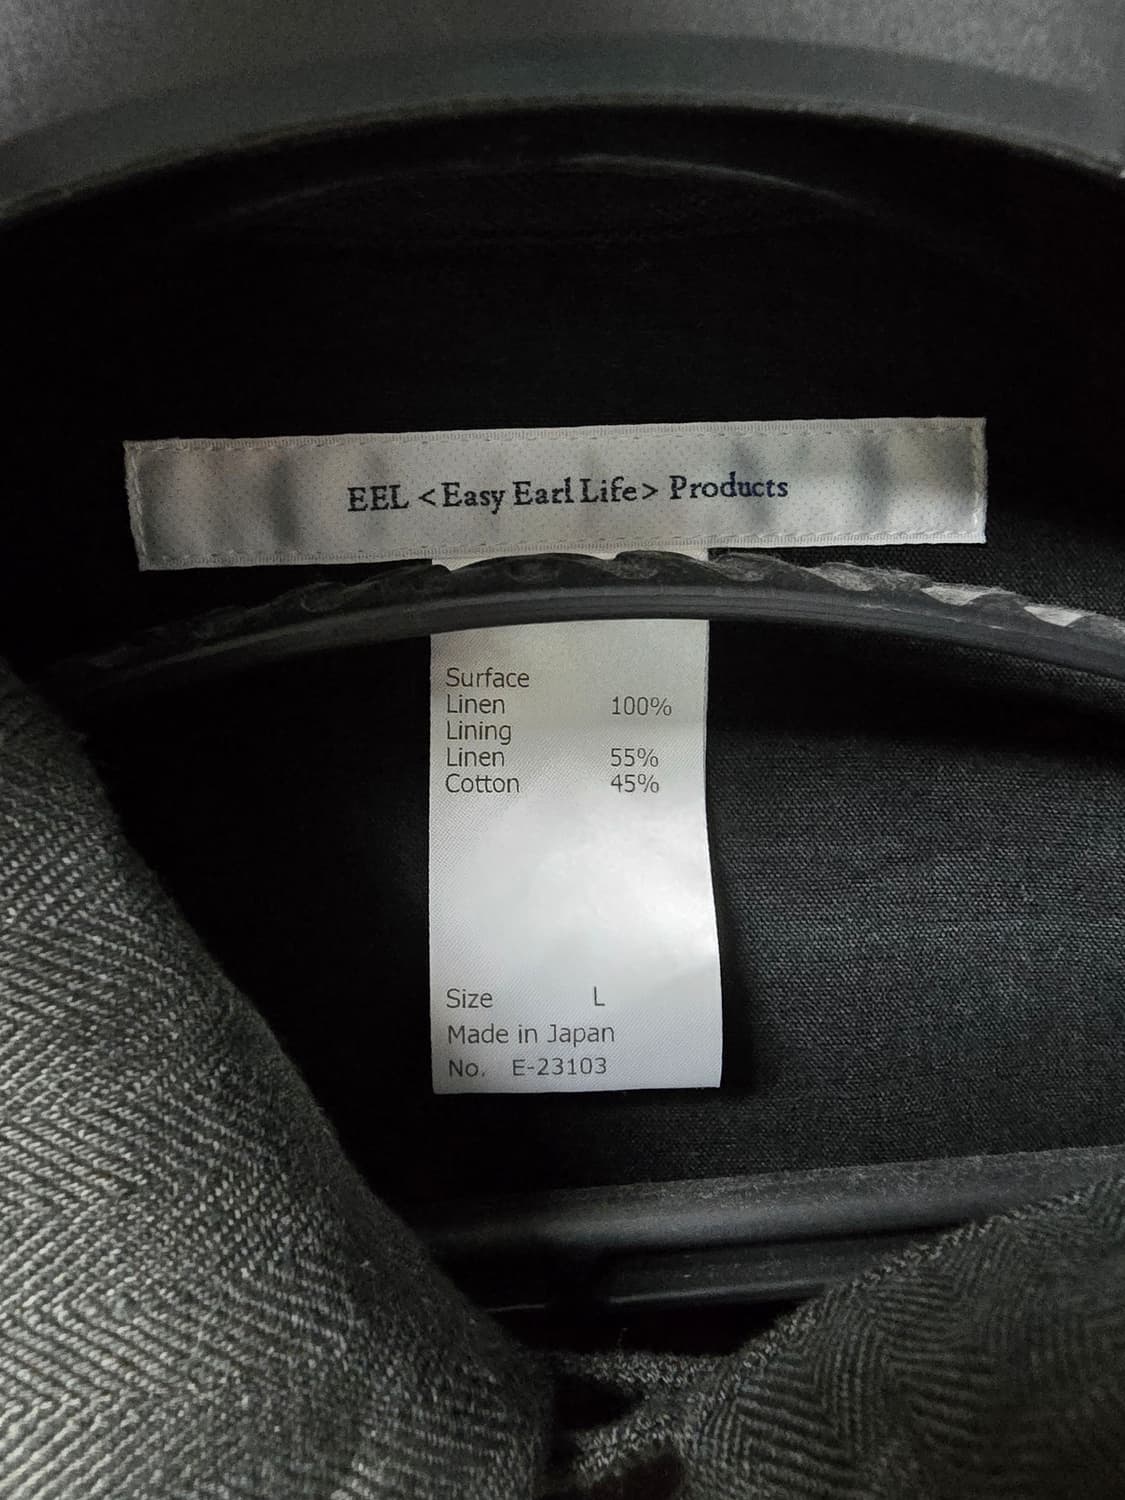 EEL <Easy Earl Life> Products
Surface
Linen 100%
Lining
Linen 55%
Cotton 45%
Size L
Made in Japan
No. E-23103